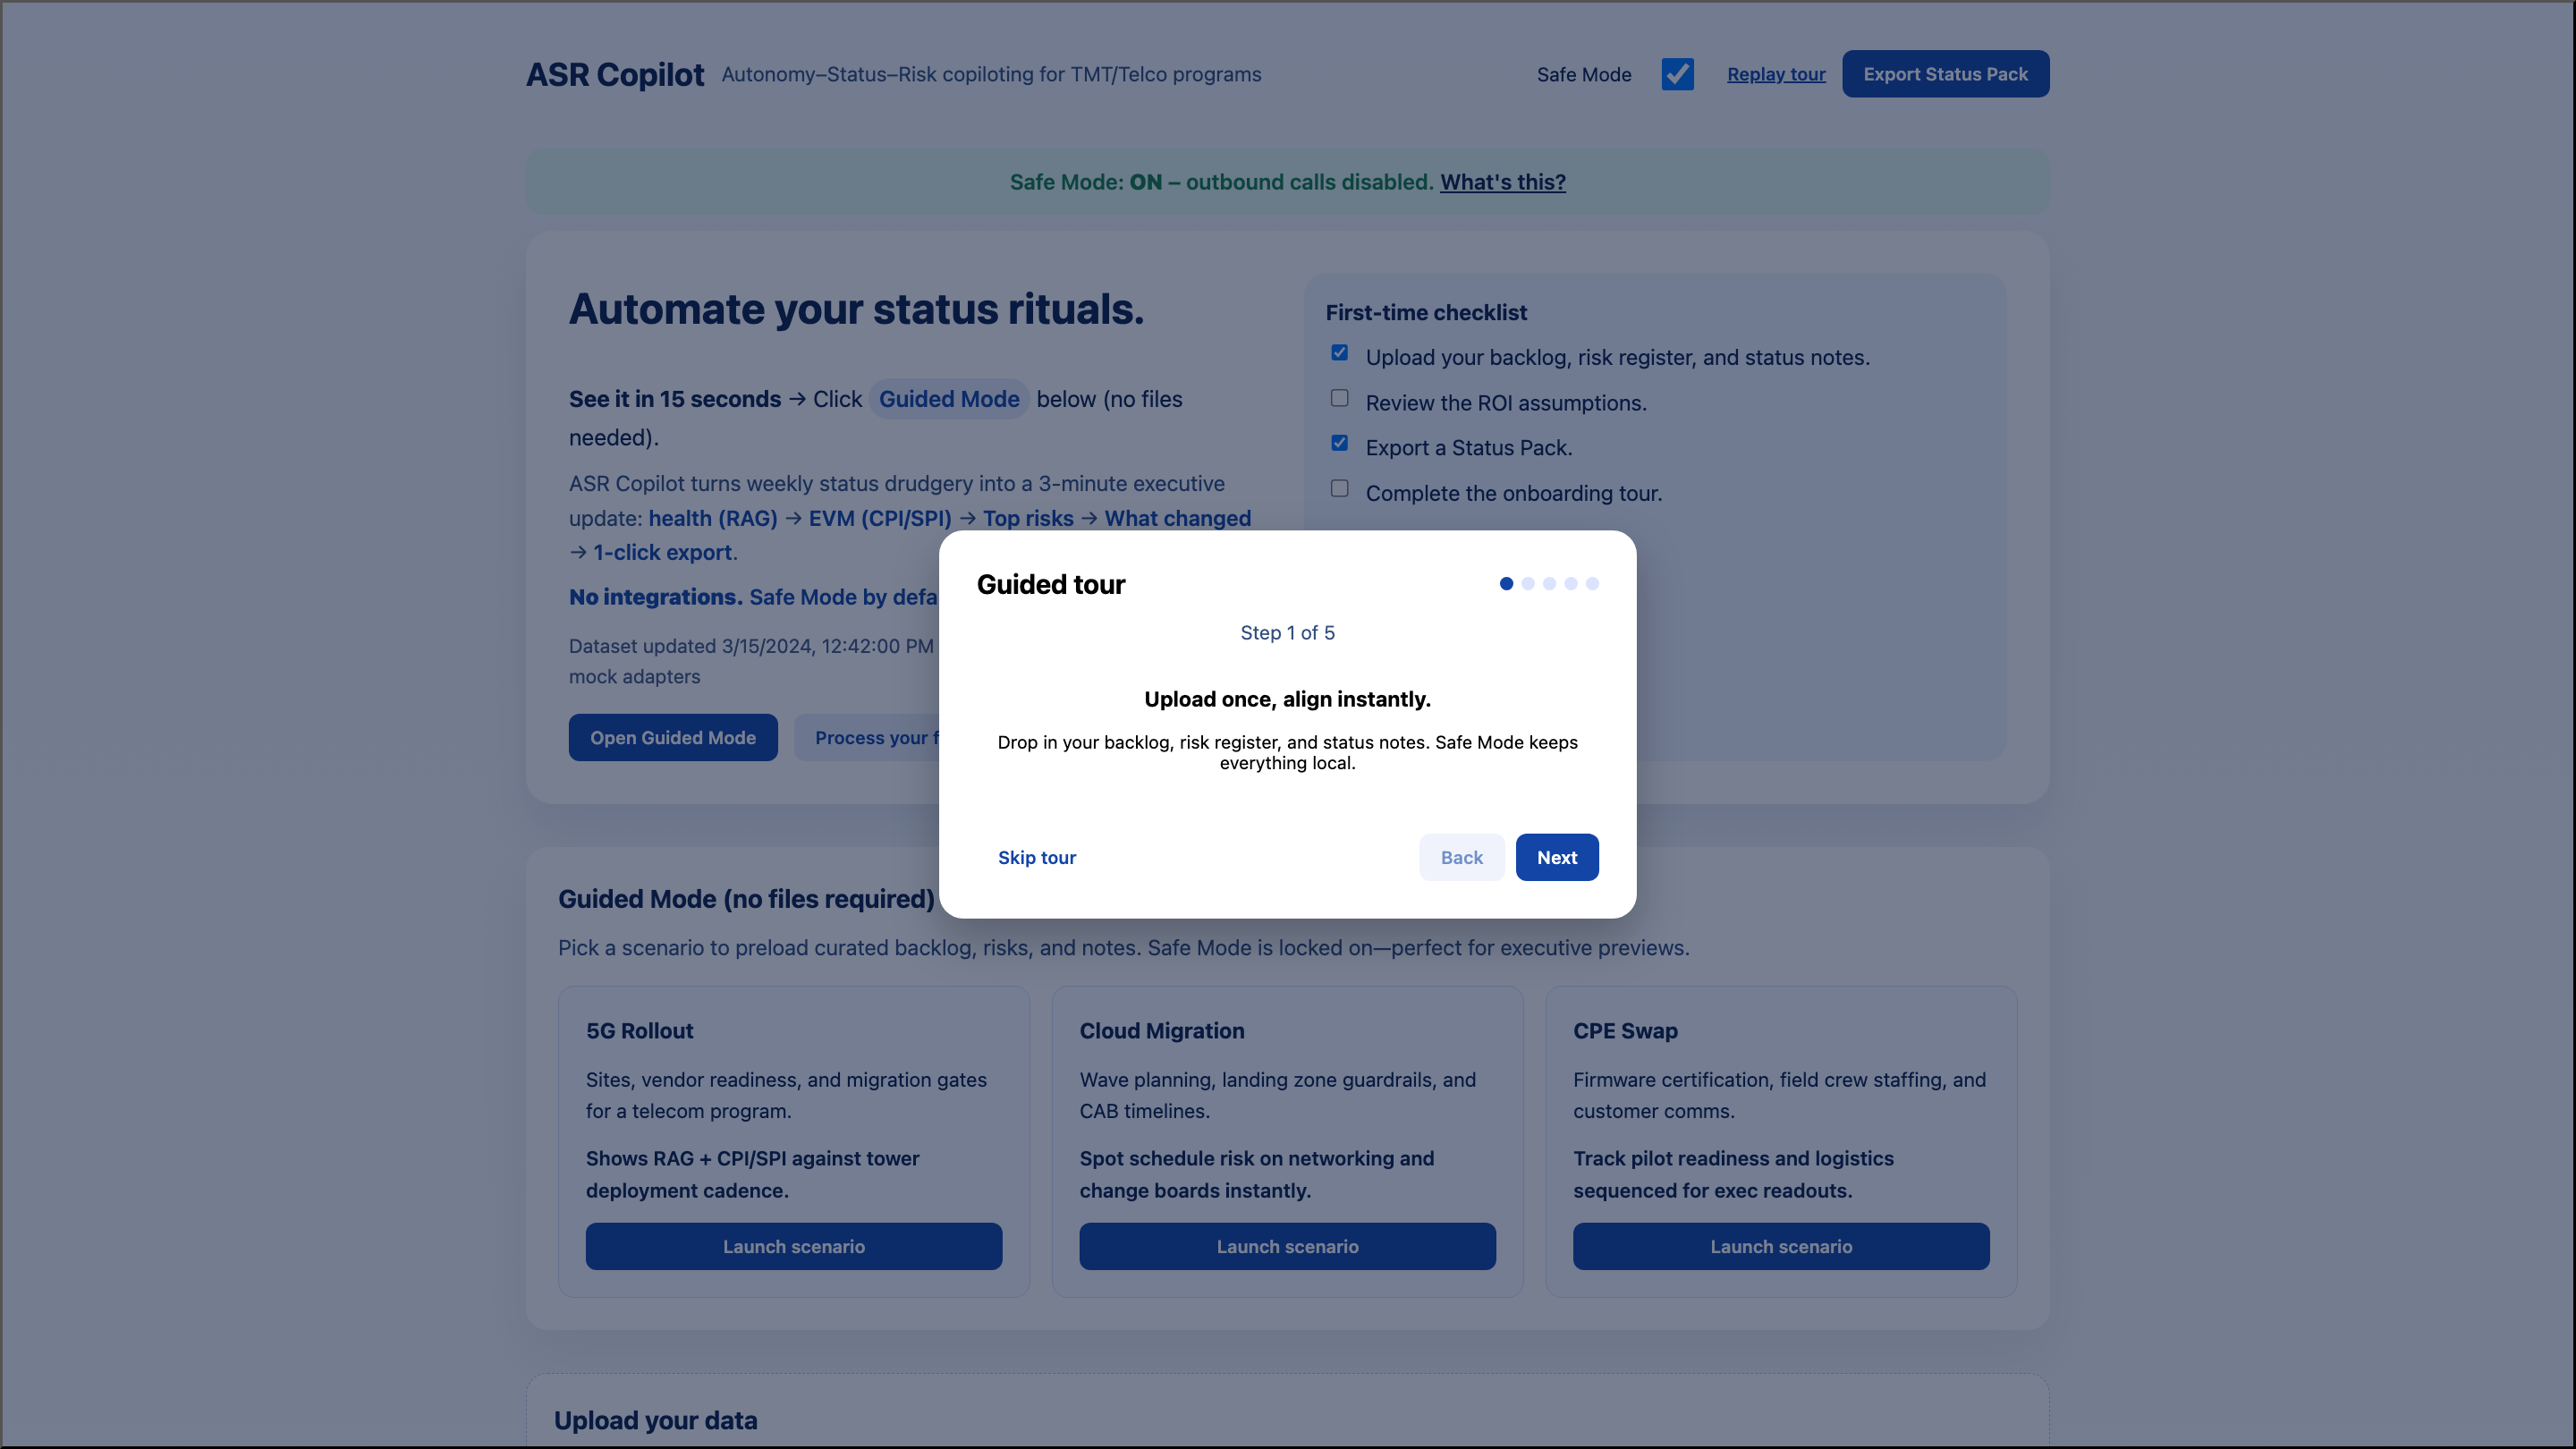 ASR Copilot
Autonomy–Status–Risk copiloting for TMT/Telco programs
Safe Mode
Replay tour
Export Status Pack
Safe Mode: ON – outbound calls disabled. What's this?
Automate your status rituals.
See it in 15 seconds → Click Guided Mode below (no files
needed).
ASR Copilot turns weekly status drudgery into a 3-minute executive
update: health (RAG) → EVM (CPI/SPI) → Top risks → What changed
→ 1-click export.
No integrations. Safe Mode by
Dataset updated 3/15/2024, 12:42:00 PM
mock adapters
Open Guided Mode
Process your
First-time checklist
Upload your backlog, risk register, and status notes.
Review the ROI assumptions.
Export a Status Pack.
Complete the onboarding tour.
Guided tour
Step 1 of 5
Upload once, align instantly.
Drop in your backlog, risk register, and status notes. Safe Mode keeps
everything local.
Skip tour
Back
Next
Guided Mode (no files required)
Pick a scenario to preload curated backlog, risks, and notes. Safe Mode is locked on—perfect for executive previews.
5G Rollout
Sites, vendor readiness, and migration gates
for a telecom program.
Shows RAG + CPI/SPI against tower
deployment cadence.
Launch scenario
Cloud Migration
Wave planning, landing zone guardrails, and
CAB timelines.
Spot schedule risk on networking and
change boards instantly.
Launch scenario
CPE Swap
Firmware certification, field crew staffing, and
customer comms.
Track pilot readiness and logistics
sequenced for exec readouts.
Launch scenario
Upload your data